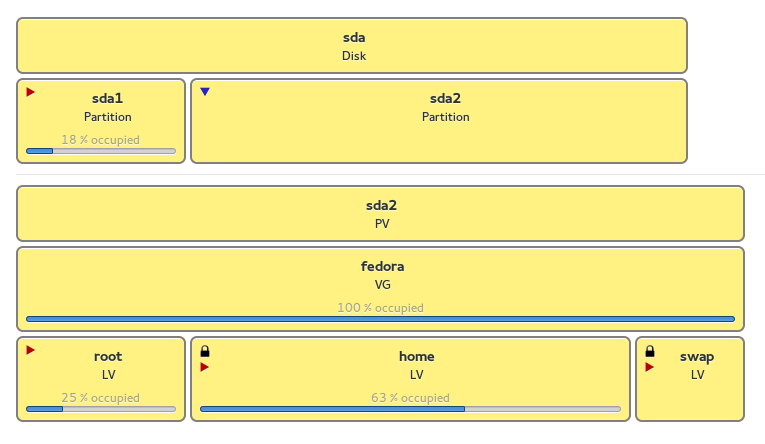 sda
Disk
sda1
Partition
18 % occupied
sda2
Partition
sda2
PV
fedora
VG
100 % occupied
root
LV
25 % occupied
home
LV
63 % occupied
swap
LV